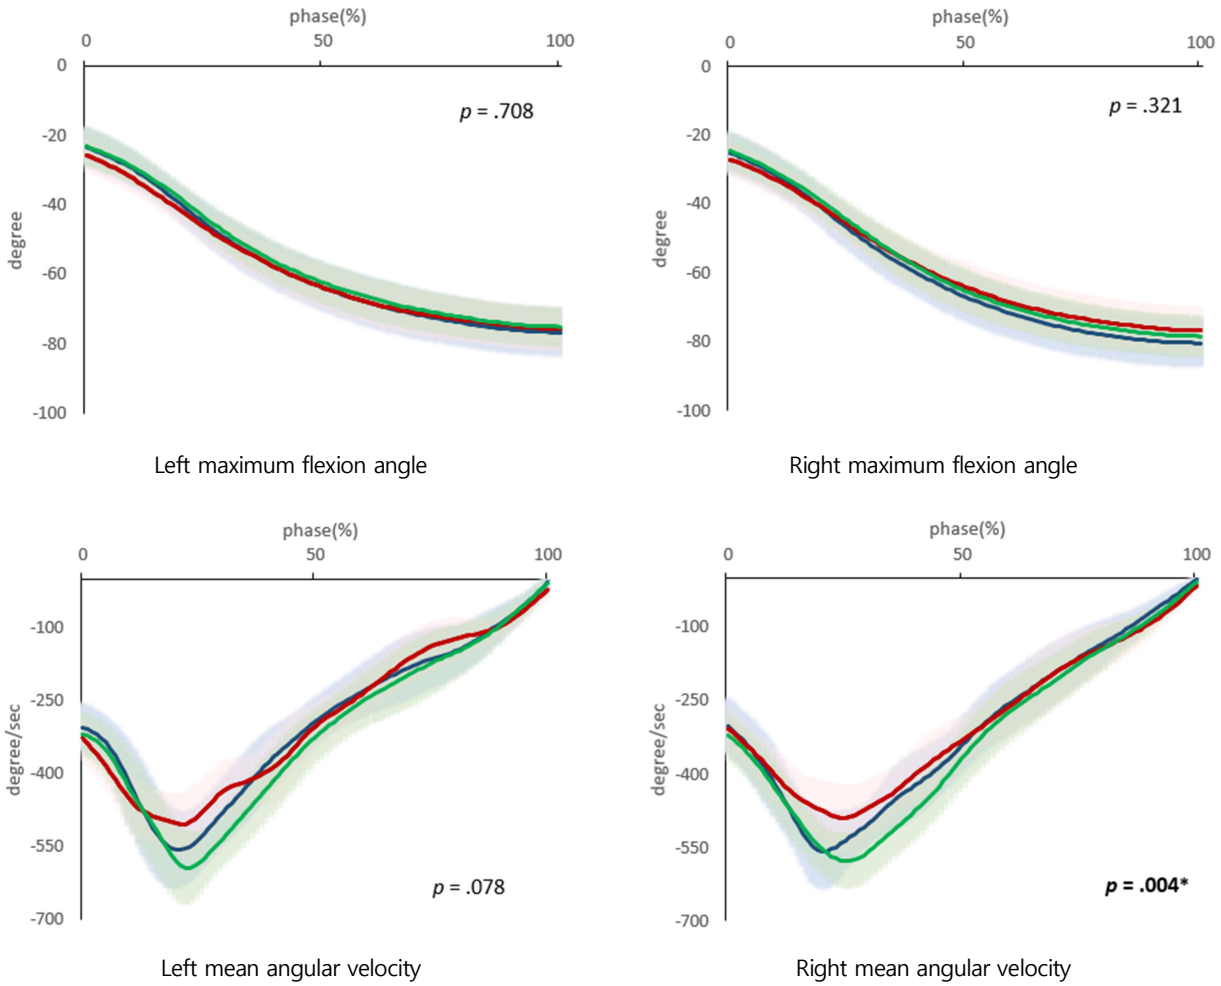 phase(%)
0 50 100
0
-20
-40
-60
-80
-100
degree
p = .708
Left maximum flexion angle
phase(%)
0 50 100
0
-20
-40
-60
-80
-100
degree
p = .321
Right maximum flexion angle
phase(%)
0 50 100
-100
-250
-400
-550
-700
degree/sec
p = .078
Left mean angular velocity
phase(%)
0 50 100
-100
-250
-400
-550
-700
degree/sec
p = .004*
Right mean angular velocity